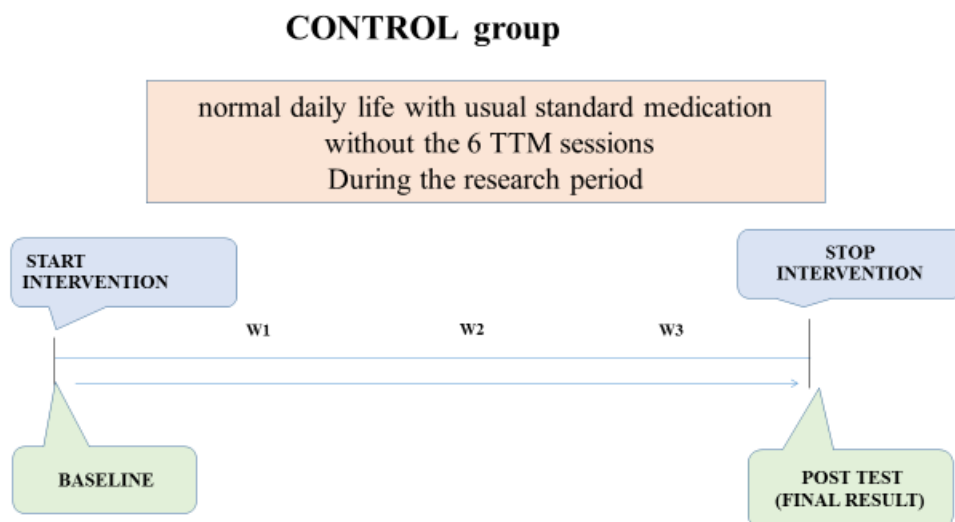 CONTROL group
normal daily life with usual standard medication
without the 6 TTM sessions
During the research period
START
INTERVENTION
STOP
INTERVENTION
W1
W2
W3
BASELINE
POST TEST
(FINAL RESULT)